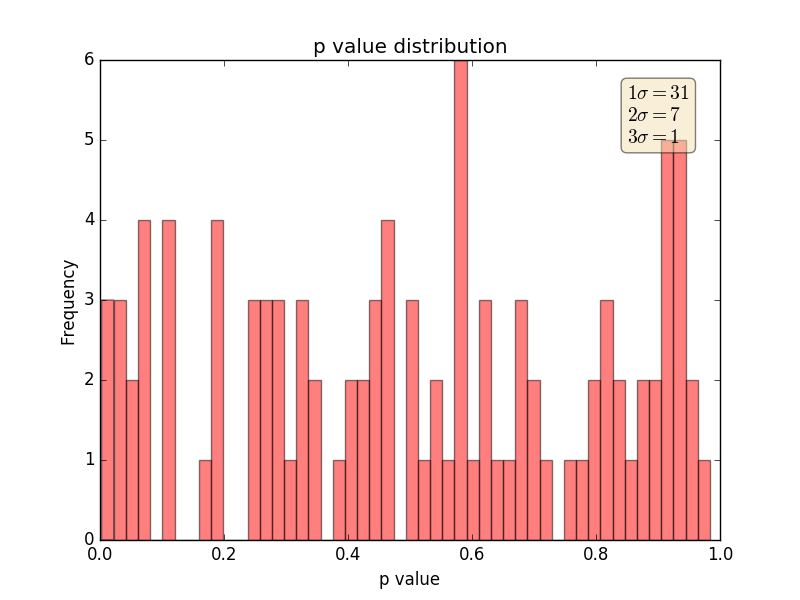 p value distribution
6
1σ = 31
2σ = 7
3σ = 1
5
4
3
2
1
0
Frequency
0.0 0.2 0.4 0.6 0.8 1.0
p value